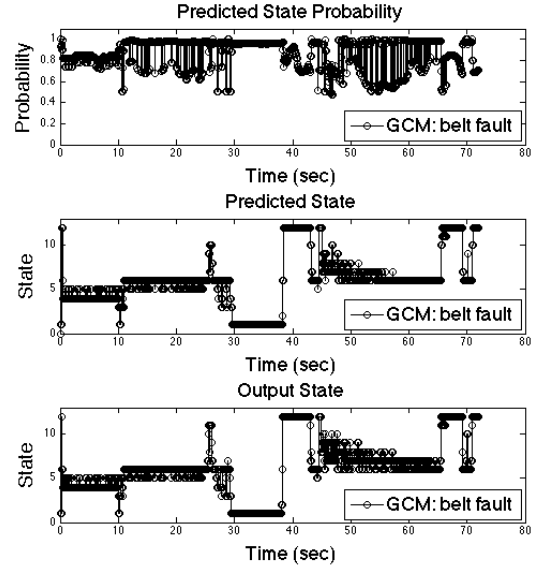 Predicted State Probability
Probability
1
0.8
0.6
0.4
0.2
0
0 10 20 30 40 50 60 70 80
GCM: belt fault
Time (sec)
Predicted State
State
10
5
0
0 10 20 30 40 50 60 70 80
GCM: belt fault
Time (sec)
Output State
State
10
5
0
0 10 20 30 40 50 60 70 80
GCM: belt fault
Time (sec)